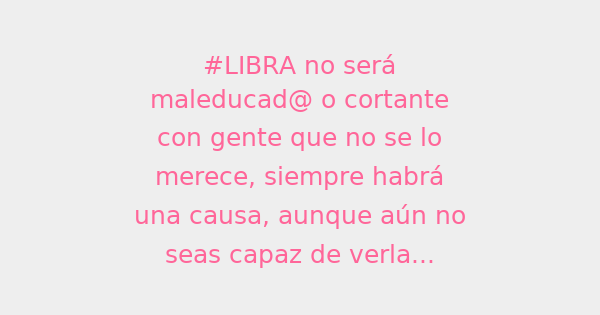 #LIBRA no será
maleducad@ o cortante
con gente que no se lo
merece, siempre habrá
una causa, aunque aún no
seas capaz de verla...